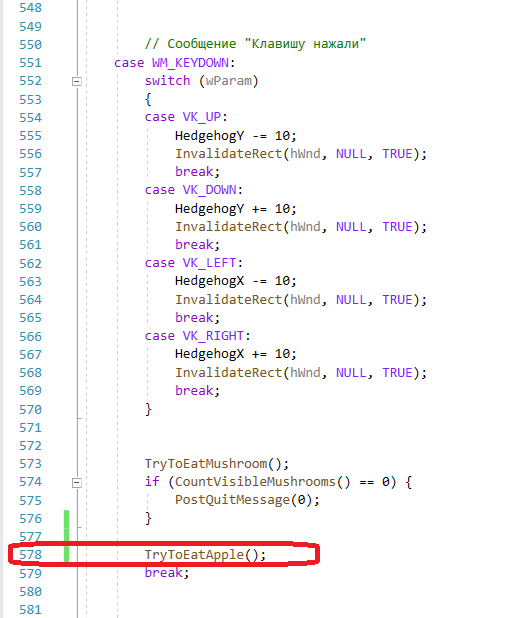 548
549
550 // Сообщение "Клавишу нажали"
551 case WM_KEYDOWN:
552 switch (wParam)
553 {
554 case VK_UP:
555 HedgehogY -= 10;
556 InvalidateRect(hWnd, NULL, TRUE);
557 break;
558 case VK_DOWN:
559 HedgehogY += 10;
560 InvalidateRect(hWnd, NULL, TRUE);
561 break;
562 case VK_LEFT:
563 HedgehogX -= 10;
564 InvalidateRect(hWnd, NULL, TRUE);
565 break;
566 case VK_RIGHT:
567 HedgehogX += 10;
568 InvalidateRect(hWnd, NULL, TRUE);
569 break;
570 }
571
572
573 TryToEatMushroom();
574 if (CountVisibleMushrooms() == 0) {
575 PostQuitMessage(0);
576 }
577
578 TryToEatApple();
579 break;
580
581